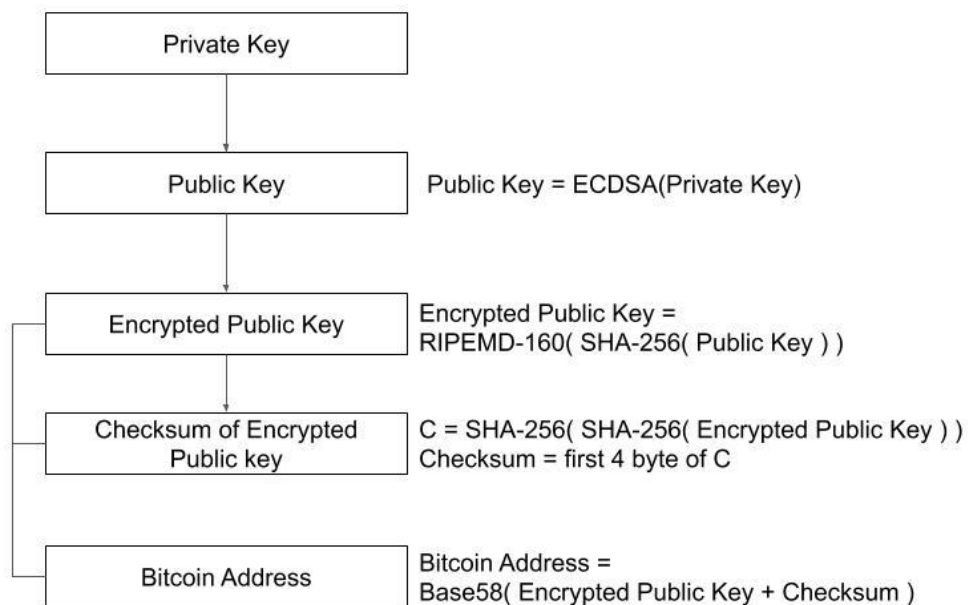 Private Key
Public Key
Public Key = ECDSA(Private Key)
Encrypted Public Key
Encrypted Public Key =
RIPEMD-160( SHA-256( Public Key ) )
Checksum of Encrypted
Public key
C = SHA-256( SHA-256( Encrypted Public Key ) )
Checksum = first 4 byte of C
Bitcoin Address
Bitcoin Address =
Base58( Encrypted Public Key + Checksum )